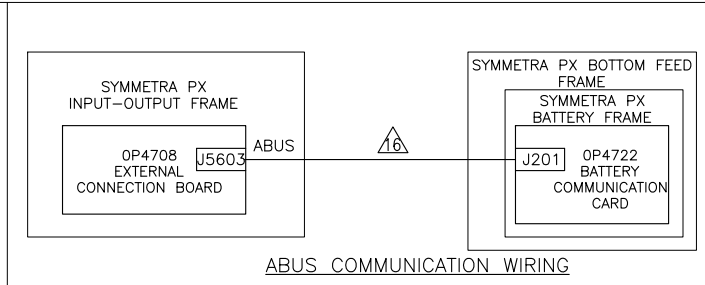 SYMMETRA PX
INPUT-OUTPUT FRAME
0P4708
EXTERNAL
CONNECTION BOARD
J5603
ABUS
16
SYMMETRA PX BOTTOM FEED
FRAME
SYMMETRA PX
BATTERY FRAME
J201
0P4722
BATTERY
COMMUNICATION
CARD
ABUS COMMUNICATION WIRING